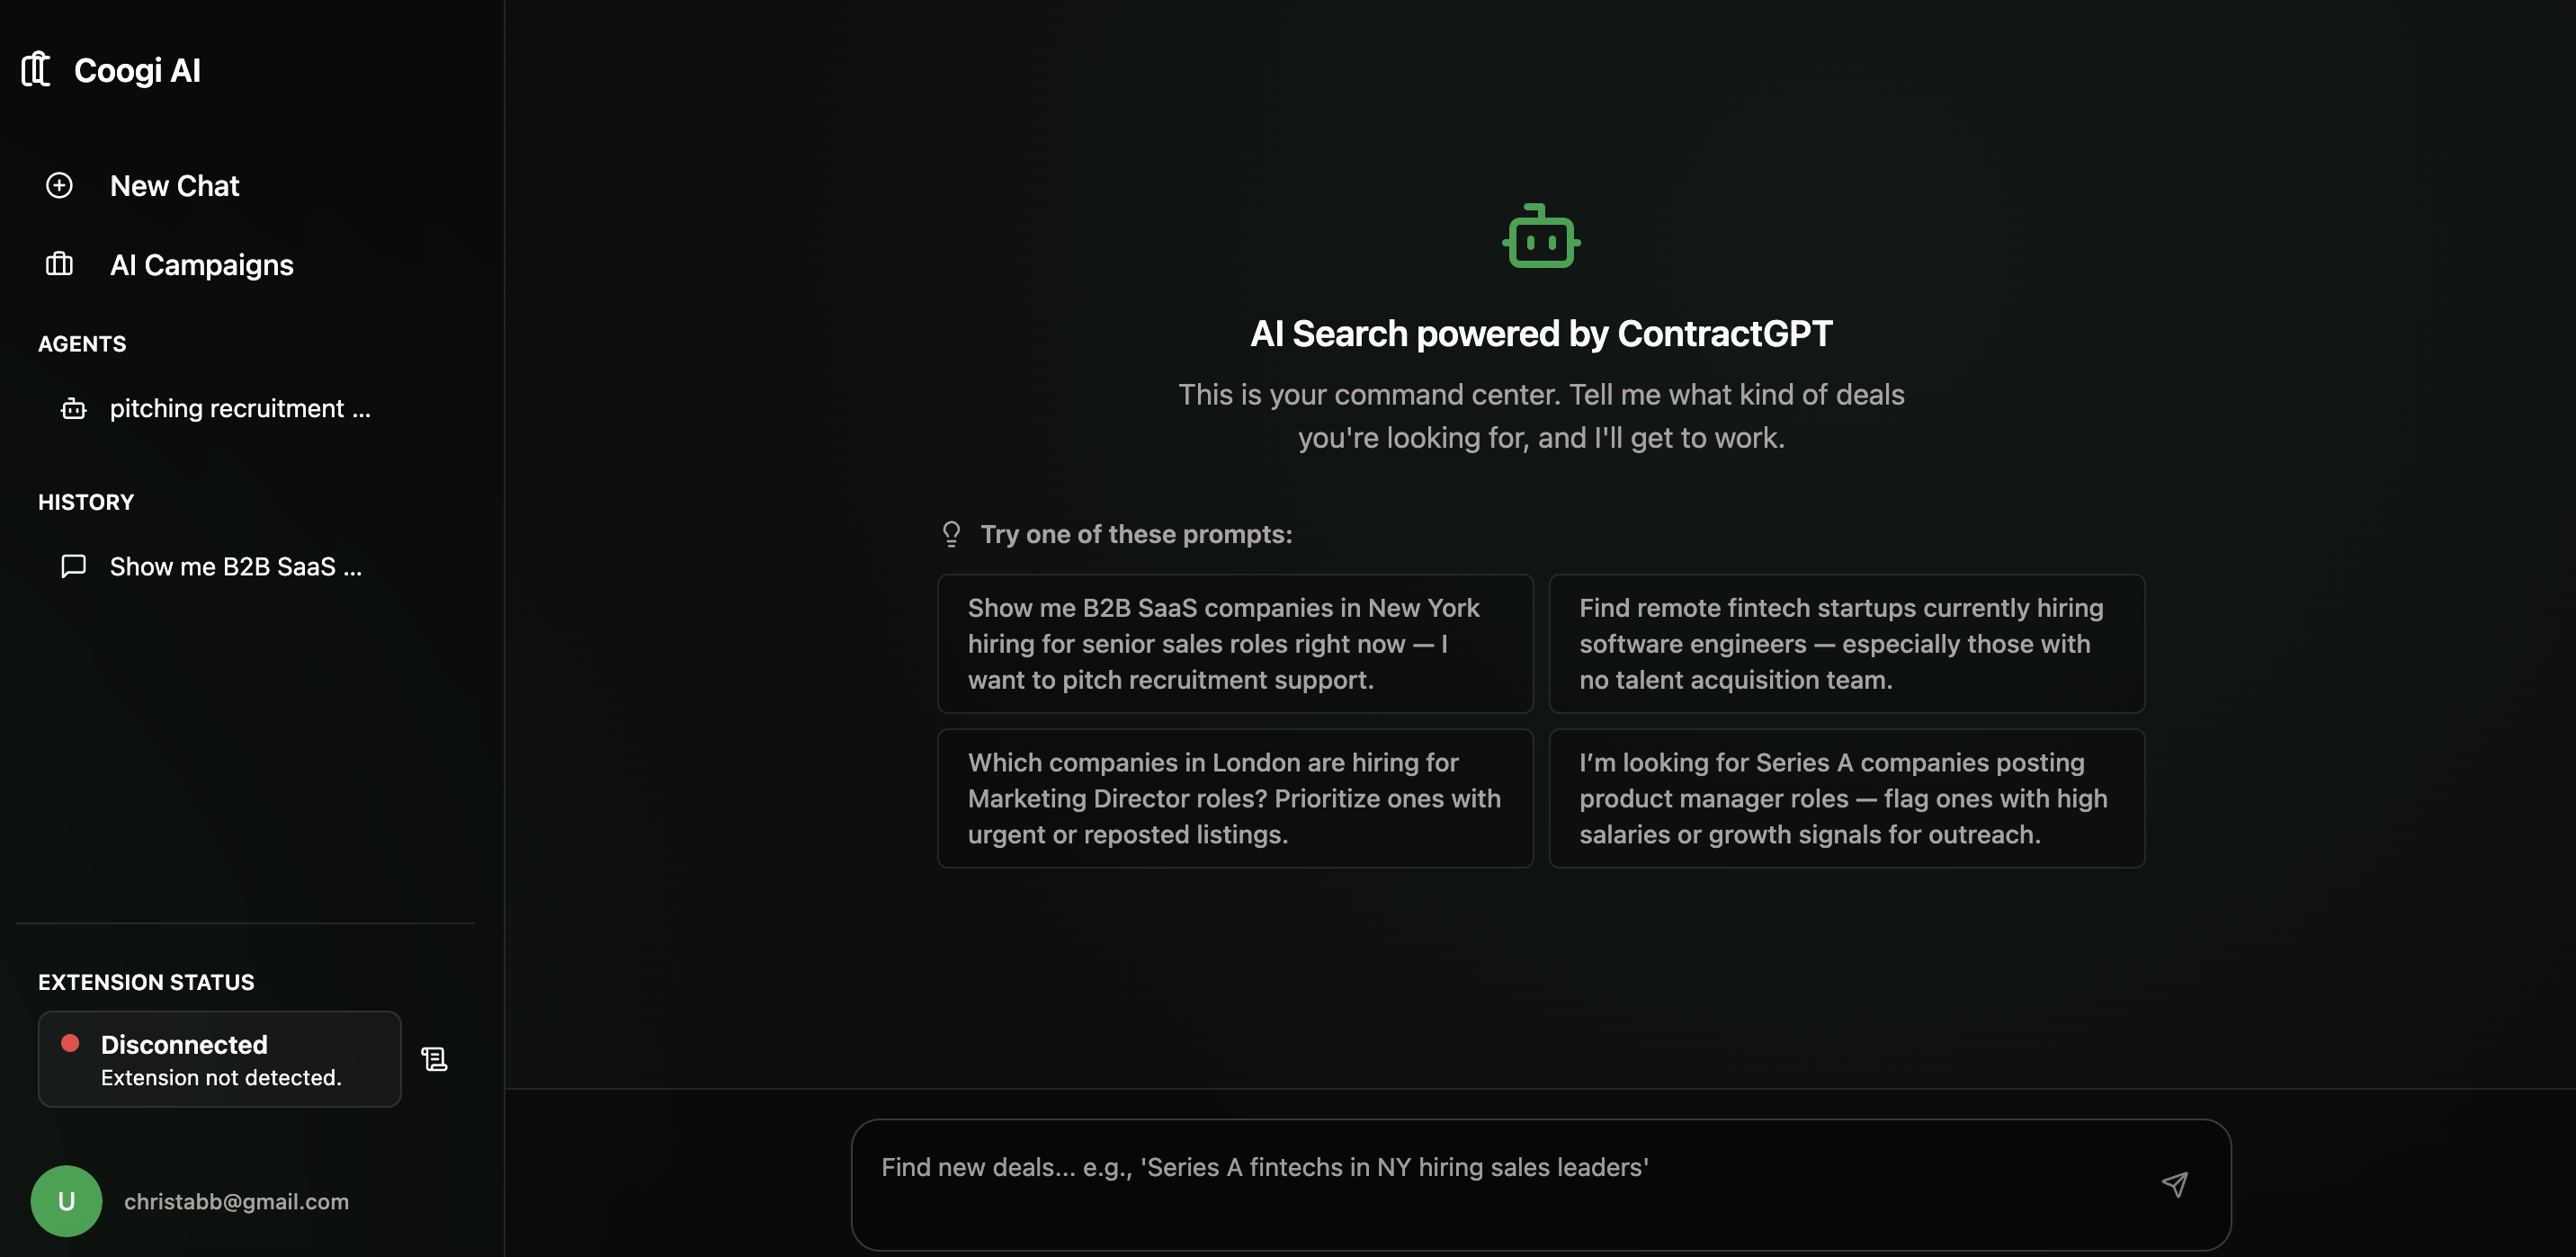 Coogi AI
New Chat
AI Campaigns
AGENTS
pitching recruitment ...
HISTORY
Show me B2B SaaS ...
EXTENSION STATUS
Disconnected
Extension not detected.
U
christabb@gmail.com
AI Search powered by ContractGPT
This is your command center. Tell me what kind of deals
you're looking for, and I'll get to work.
Try one of these prompts:
Show me B2B SaaS companies in New York
hiring for senior sales roles right now — I
want to pitch recruitment support.
Find remote fintech startups currently hiring
software engineers — especially those with
no talent acquisition team.
Which companies in London are hiring for
Marketing Director roles? Prioritize ones with
urgent or reposted listings.
I’m looking for Series A companies posting
product manager roles — flag ones with high
salaries or growth signals for outreach.
Find new deals... e.g., 'Series A fintechs in NY hiring sales leaders'